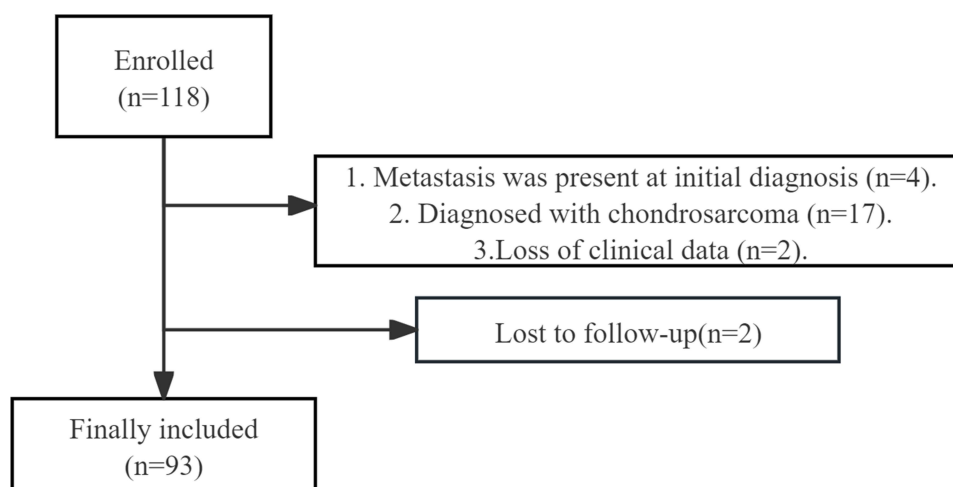 Enrolled
(n=118)
1. Metastasis was present at initial diagnosis (n=4).
2. Diagnosed with chondrosarcoma (n=17).
3.Loss of clinical data (n=2).
Lost to follow-up(n=2)
Finally included
(n=93)